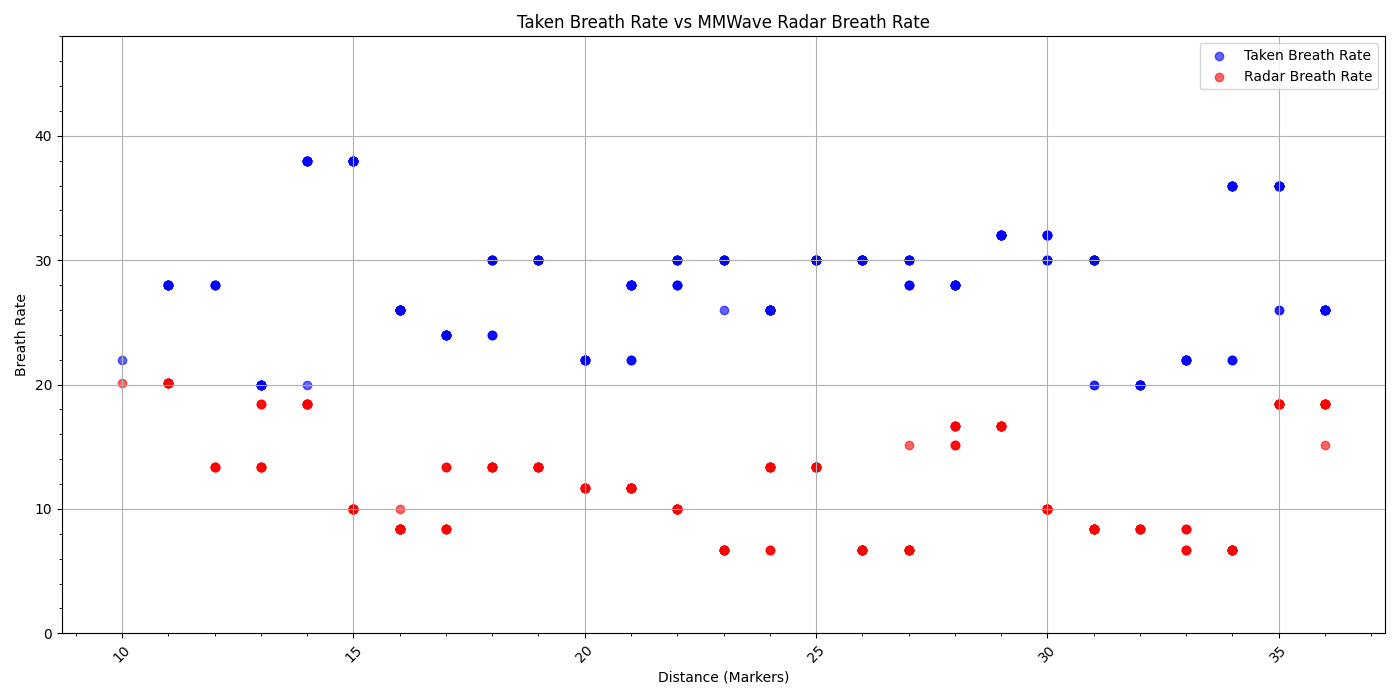 Taken Breath Rate vs MMWave Radar Breath Rate
Taken Breath Rate
Radar Breath Rate
Breath Rate
40
30
20
10
0
10
15
20
25
30
35
Distance (Markers)